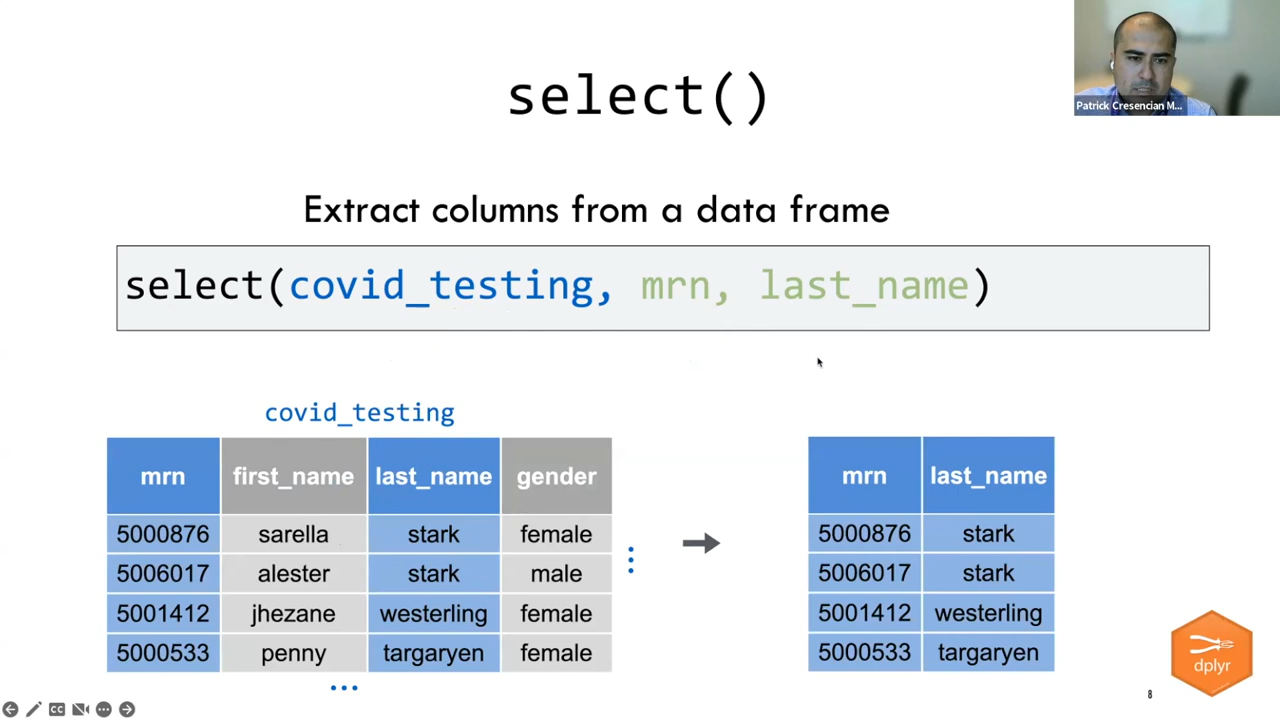 select()
Patrick Cresencian M...
Extract columns from a data frame
select(covid_testing, mrn, last_name)
covid_testing
mrn first_name last_name gender
5000876 sarella stark female
5006017 alester stark male
5001412 jhezane westerling female
5000533 penny targaryen female
...
mrn last_name
5000876 stark
5006017 stark
5001412 westerling
5000533 targaryen
dplyr
8